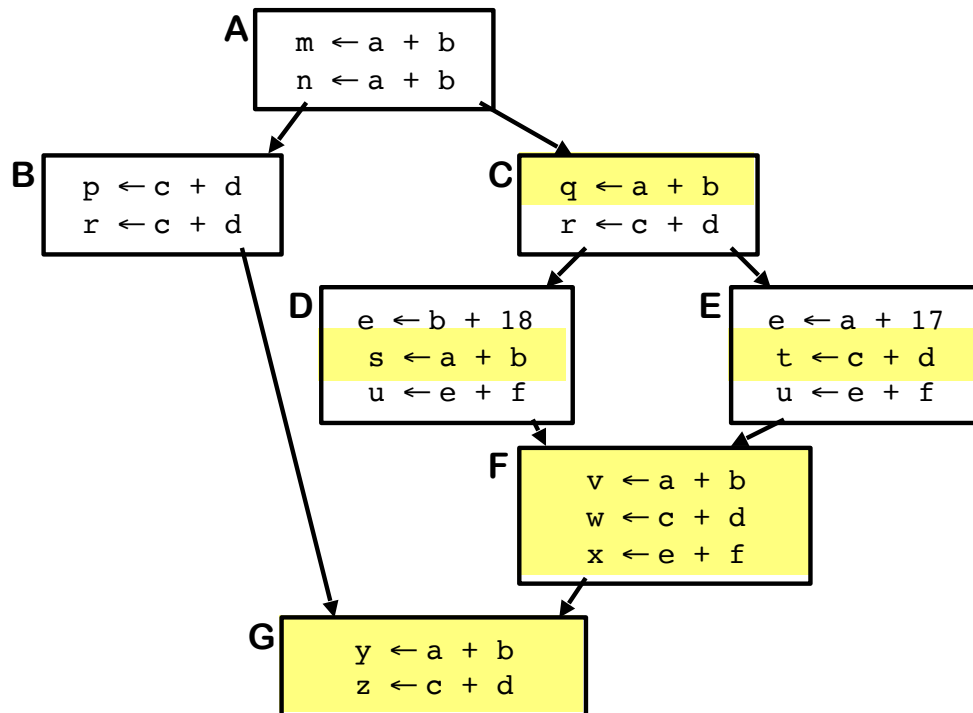 A
m ← a + b
n ← a + b
B
p ← c + d
r ← c + d
C
q ← a + b
r ← c + d
D
e ← b + 18
s ← a + b
u ← e + f
E
e ← a + 17
t ← c + d
u ← e + f
F
v ← a + b
w ← c + d
x ← e + f
G
y ← a + b
z ← c + d